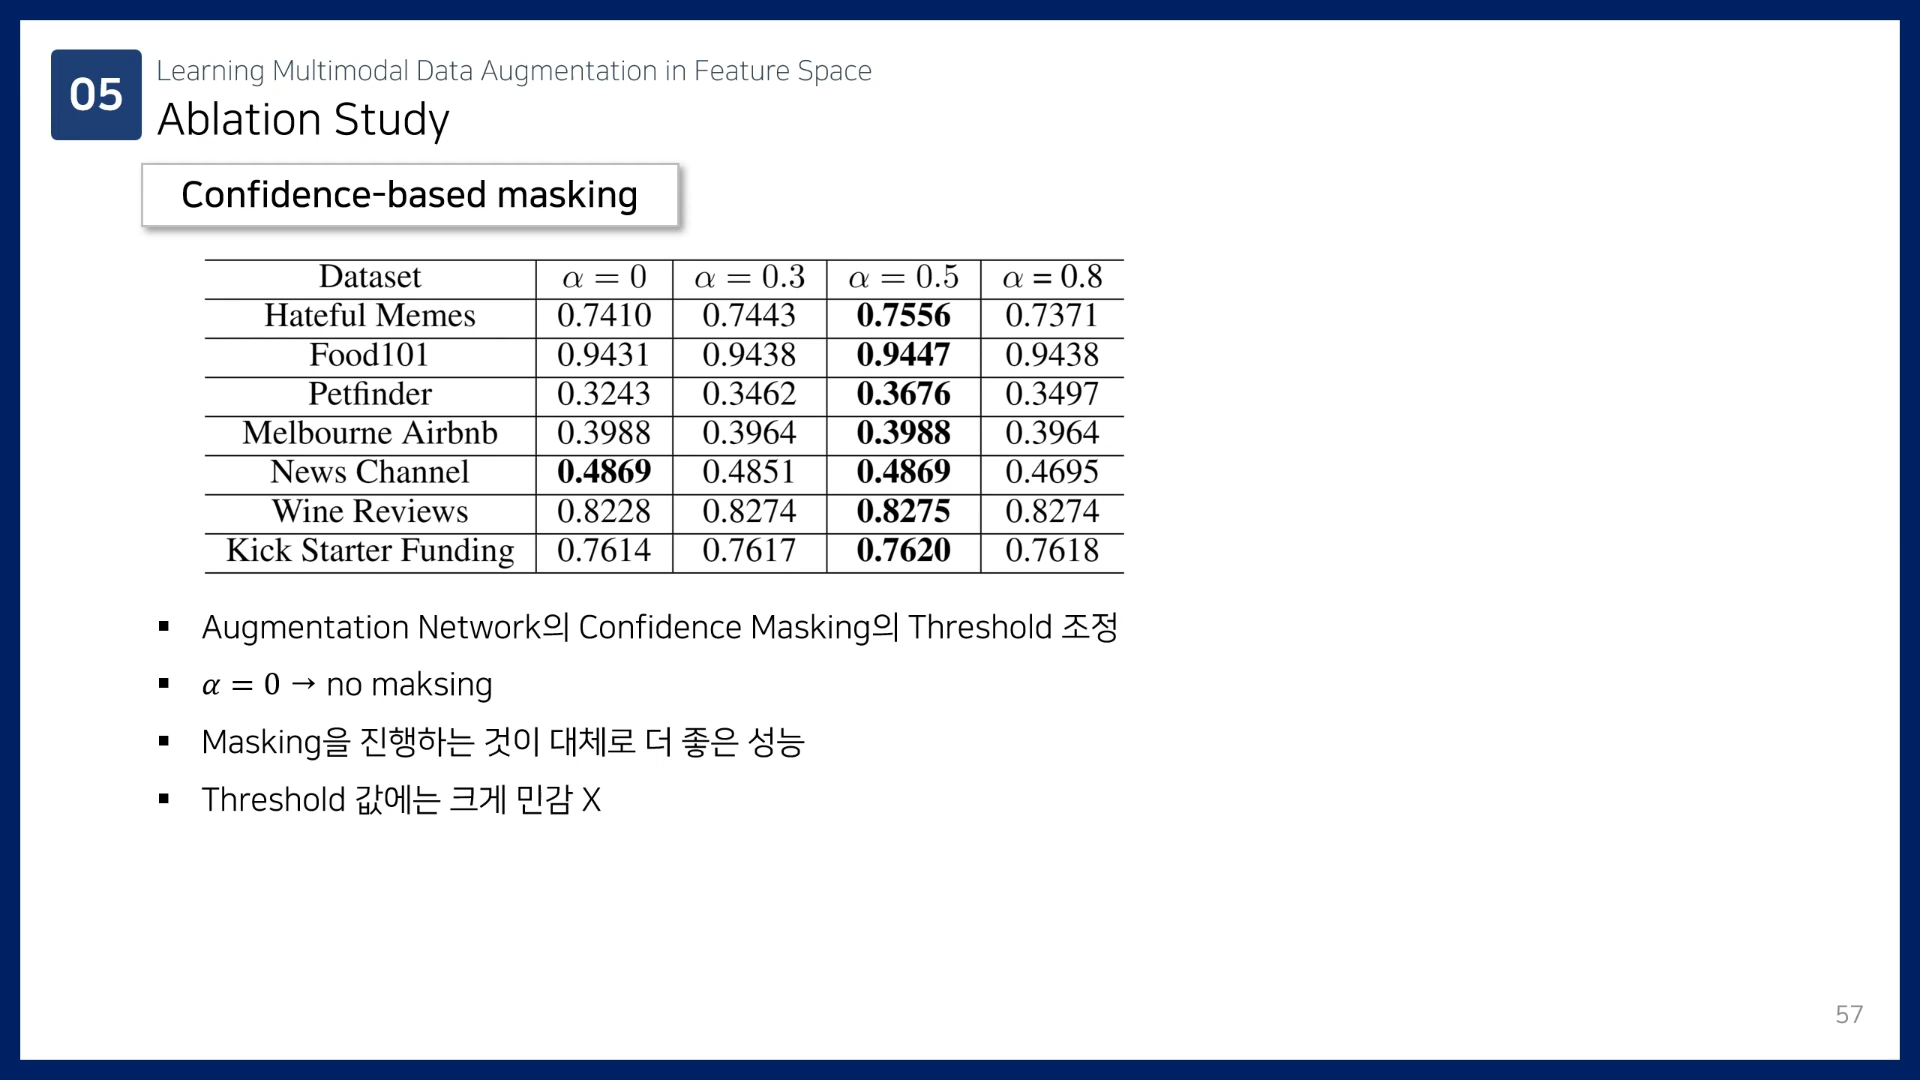 05
Learning Multimodal Data Augmentation in Feature Space
Ablation Study
Confidence-based masking
Dataset α = 0 α = 0.3 α = 0.5 α = 0.8
Hateful Memes 0.7410 0.7443 0.7556 0.7371
Food101 0.9431 0.9438 0.9447 0.9438
Petfinder 0.3243 0.3462 0.3676 0.3497
Melbourne Airbnb 0.3988 0.3964 0.3988 0.3964
News Channel 0.4869 0.4851 0.4869 0.4695
Wine Reviews 0.8228 0.8274 0.8275 0.8274
Kick Starter Funding 0.7614 0.7617 0.7620 0.7618
▪ Augmentation Network의 Confidence Masking의 Threshold 조정
▪ α = 0 → no maksing
▪ Masking을 진행하는 것이 대체로 더 좋은 성능
▪ Threshold 값에는 크게 민감 X
57